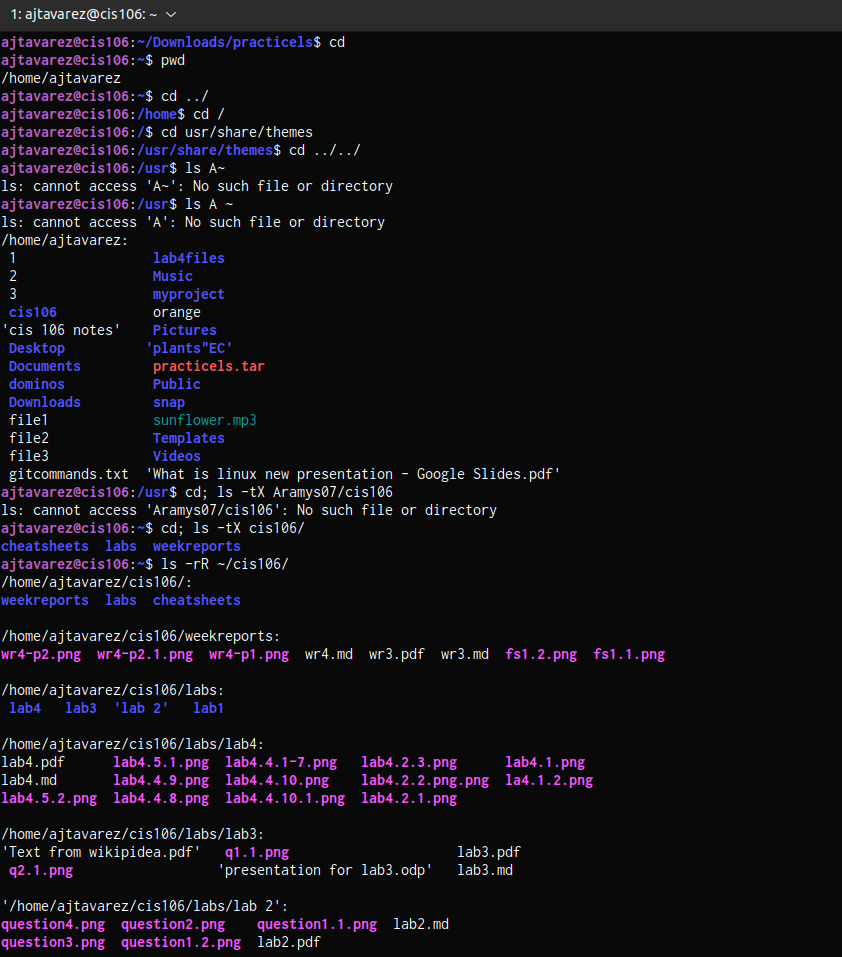 1: ajtavarez@cis106: ~
ajtavarez@cis106:~/Downloads/practicels$ cd
ajtavarez@cis106:~$ pwd
/home/ajtavarez
ajtavarez@cis106:~$ cd ../
ajtavarez@cis106:/home$ cd /
ajtavarez@cis106:/$ cd usr/share/themes
ajtavarez@cis106:/usr/share/themes$ cd ../../
ajtavarez@cis106:/usr$ ls A~
ls: cannot access 'A~': No such file or directory
ajtavarez@cis106:/usr$ ls A ~
ls: cannot access 'A': No such file or directory
/home/ajtavarez:
 1                 lab4files
 2                 Music
 3                 myproject
 cis106            orange
'cis 106 notes'    Pictures
 Desktop          'plants"EC'
 Documents         practicels.tar
 dominos           Public
 Downloads         snap
 file1             sunflower.mp3
 file2             Templates
 file3             Videos
 gitcommands.txt  'What is linux new presentation - Google Slides.pdf'
ajtavarez@cis106:/usr$ cd; ls -tX Aramys07/cis106
ls: cannot access 'Aramys07/cis106': No such file or directory
ajtavarez@cis106:~$ cd; ls -tX cis106/
cheatsheets  labs  weekreports
ajtavarez@cis106:~$ ls -rR ~/cis106/
/home/ajtavarez/cis106/:
weekreports  labs  cheatsheets

/home/ajtavarez/cis106/weekreports:
wr4-p2.png  wr4-p2.1.png  wr4-p1.png  wr4.md  wr3.pdf  wr3.md  fs1.2.png  fs1.1.png

/home/ajtavarez/cis106/labs:
 lab4   lab3  'lab 2'   lab1

/home/ajtavarez/cis106/labs/lab4:
lab4.pdf      lab4.5.1.png  lab4.4.1-7.png   lab4.2.3.png      lab4.1.png
lab4.md       lab4.4.9.png  lab4.4.10.png    lab4.2.2.png.png  la4.1.2.png
lab4.5.2.png  lab4.4.8.png  lab4.4.10.1.png  lab4.2.1.png

/home/ajtavarez/cis106/labs/lab3:
'Text from wikipidea.pdf'   q1.1.png                     lab3.pdf
 q2.1.png                  'presentation for lab3.odp'   lab3.md

'/home/ajtavarez/cis106/labs/lab 2':
question4.png  question2.png    question1.1.png  lab2.md
question3.png  question1.2.png  lab2.pdf